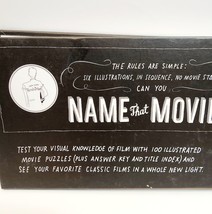 THE RULES ARE SIMPLE:
SIX ILLUSTRATIONS, IN SEQUENCE, NO MOVIE STA
CAN YOU
NAME That MOVIE
TEST YOUR VISUAL KNOWLEDGE OF FILM WITH 100 ILLUSTRATED
MOVIE PUZZLES (PLUS ANSWER KEY AND TITLE INDEX) AND
SEE YOUR FAVORITE CLASSIC FILMS IN A WHOLE NEW LIGHT.